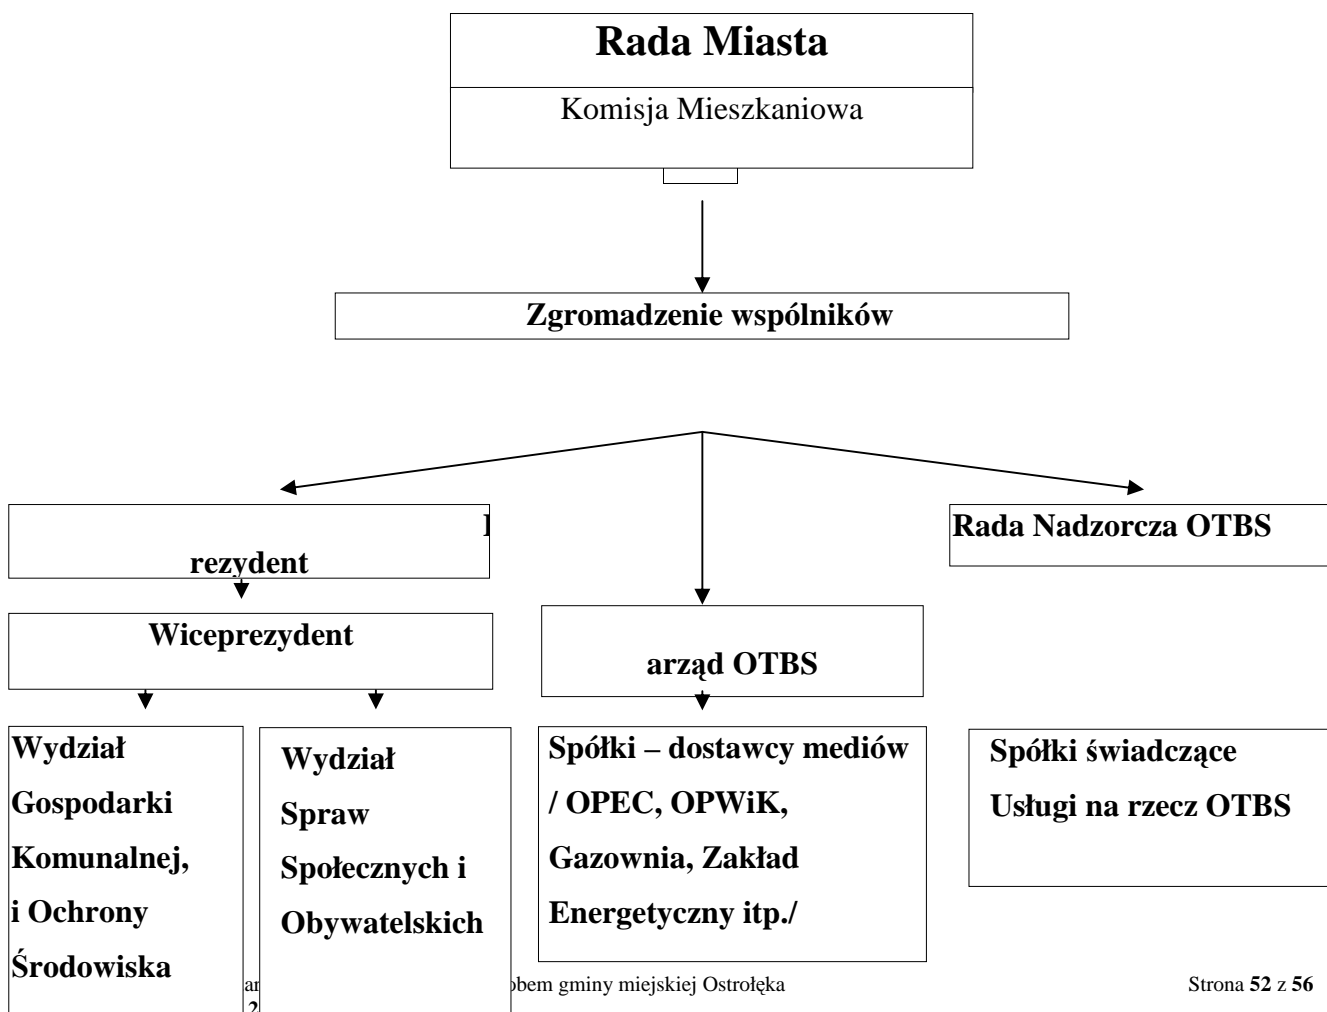 Rada Miasta
Komisja Mieszkaniowa
Zgromadzenie wspólników
rezydent
Rada Nadzorcza OTBS
Wiceprezydent
arząd OTBS
Wydział
Gospodarki
Komunalnej,
i Ochrony
Środowiska
Wydział
Spraw
Społecznych i
Obywatelskich
Spółki – dostawcy mediów
/ OPEC, OPWiK,
Gazownia, Zakład
Energetyczny itp./
Spółki świadczące
Usługi na rzecz OTBS
obem gminy miejskiej Ostrołęka
Strona 52 z 56